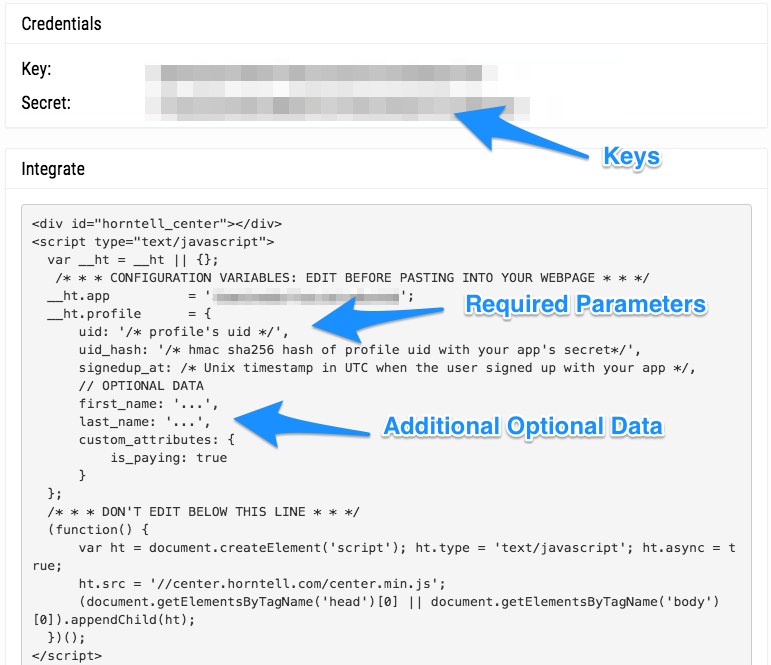 Credentials
Key:
Secret:
Keys
Integrate
<div id="horntell_center"></div>
<script type="text/javascript">
var __ht = __ht || {};
/* * * CONFIGURATION VARIABLES: EDIT BEFORE PASTING INTO YOUR WEBPAGE * * */
__ht.app = ' ';
Required Parameters
__ht.profile = {
uid: '/* profile's uid */',
uid_hash: '/* hmac sha256 hash of profile uid with your app's secret*/',
signedup_at: /* Unix timestamp in UTC when the user signed up with your app */,
// OPTIONAL DATA
first_name: '...',
last_name: '...',
Additional Optional Data
custom_attributes: {
is_paying: true
}
};
/* * * DON'T EDIT BELOW THIS LINE * * */
(function() {
var ht = document.createElement('script'); ht.type = 'text/javascript'; ht.async = t
rue;
ht.src = '//center.horntell.com/center.min.js';
(document.getElementsByTagName('head')[0] || document.getElementsByTagName('body')
[0]).appendChild(ht);
})();
</script>